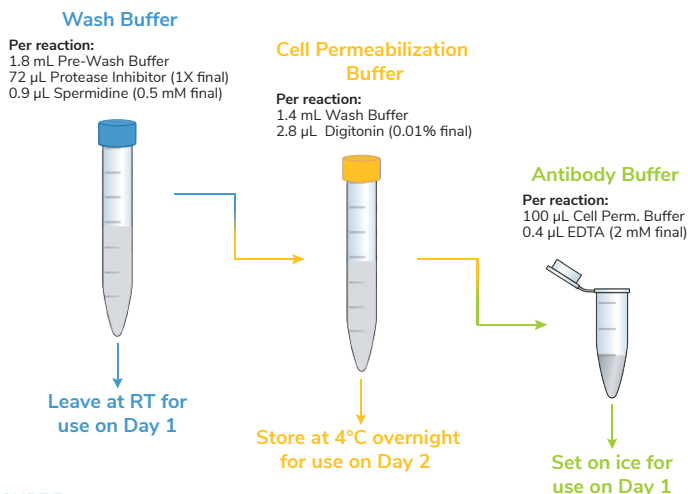 Wash Buffer
Per reaction:
1.8 mL Pre-Wash Buffer
72 µL Protease Inhibitor (1X final)
0.9 µL Spermidine (0.5 mM final)
Leave at RT for
use on Day 1
Cell Permeabilization
Buffer
Per reaction:
1.4 mL Wash Buffer
2.8 µL Digitonin (0.01% final)
Store at 4°C overnight
for use on Day 2
Antibody Buffer
Per reaction:
100 µL Cell Perm. Buffer
0.4 µL EDTA (2 mM final)
Set on ice for
use on Day 1